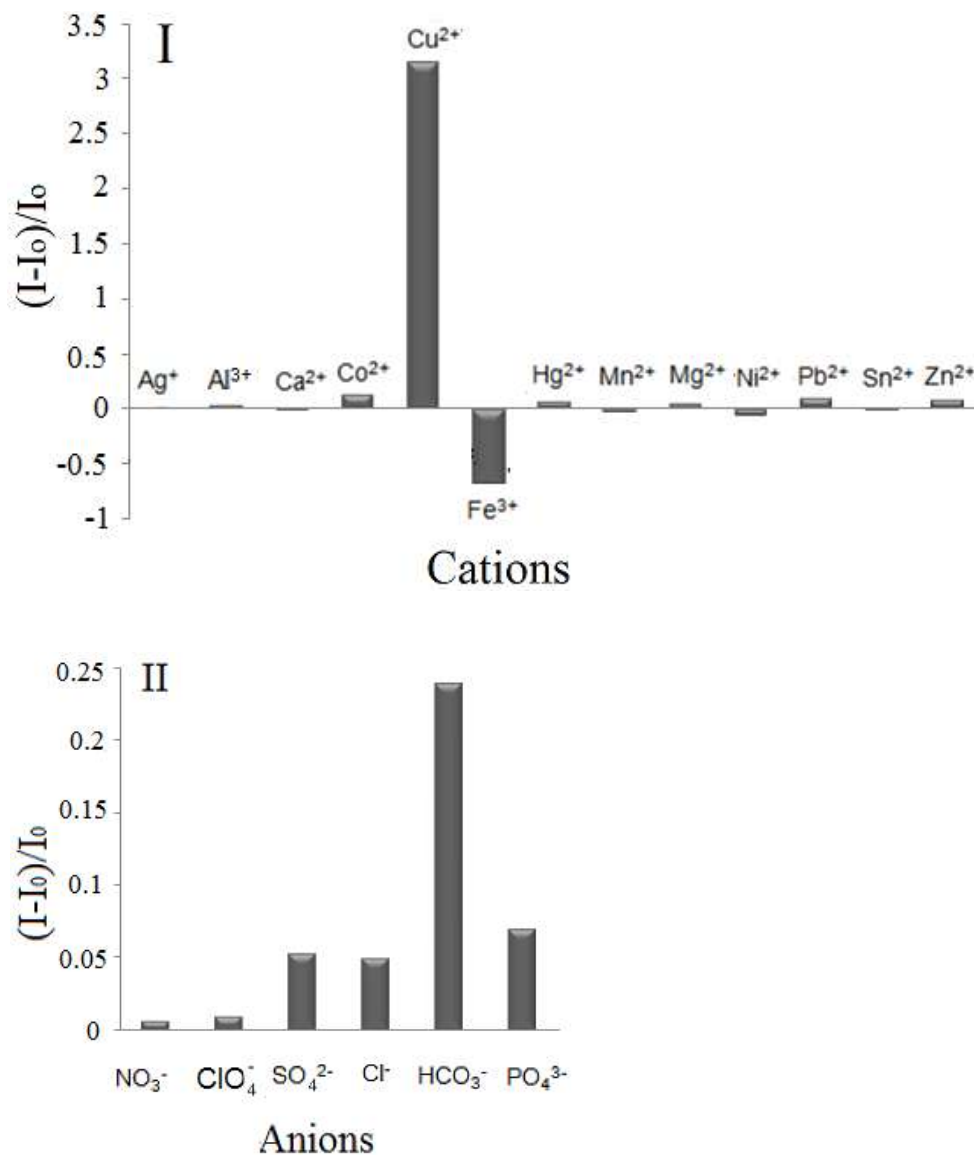 I
3.5
3
2.5
2
1.5
1
0.5
0
-0.5
-1
(I-Io)/Io
Ag⁺ Al³⁺ Ca²⁺ Co²⁺ Cu²⁺ Fe³⁺ Hg²⁺ Mn²⁺ Mg²⁺ Ni²⁺ Pb²⁺ Sn²⁺ Zn²⁺
Cations
II
0.25
0.2
0.15
0.1
0.05
0
(I-I₀)/I₀
NO₃⁻ ClO₄⁻ SO₄²⁻ Cl⁻ HCO₃⁻ PO₄³⁻
Anions